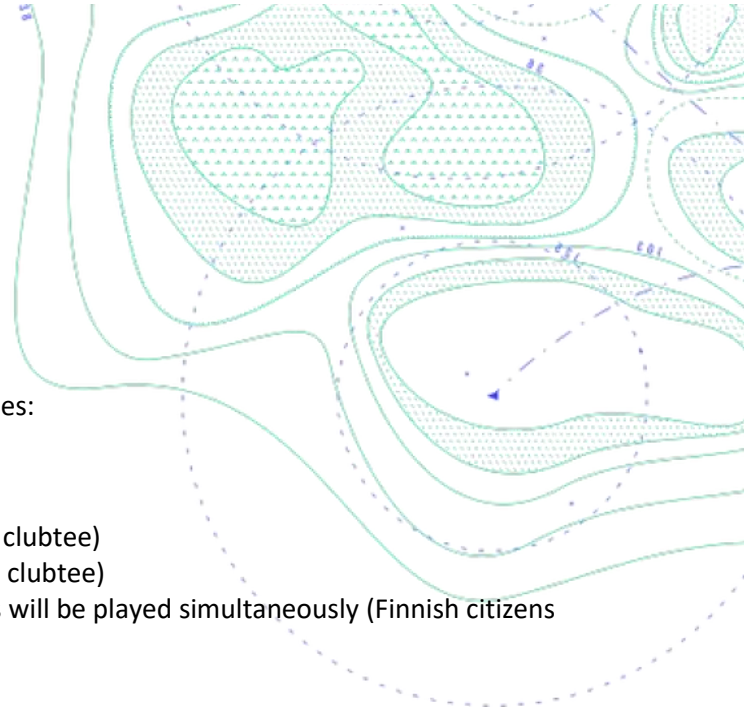 es:
clubtee)
clubtee)
s will be played simultaneously (Finnish citizens